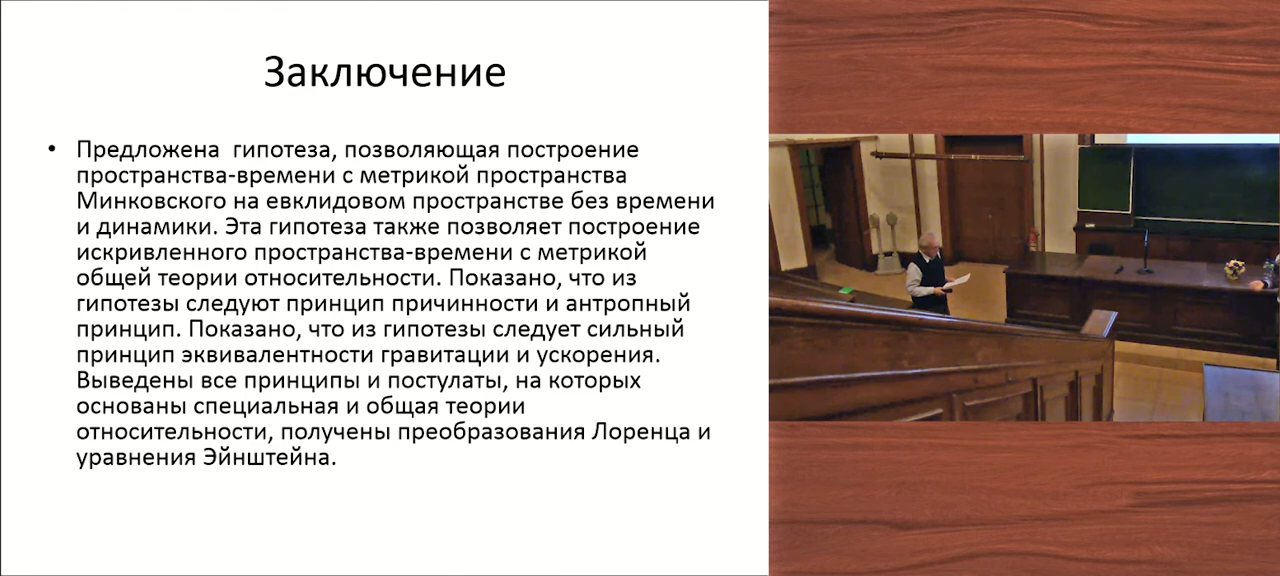 Заключение
• Предложена гипотеза, позволяющая построение
пространства-времени с метрикой пространства
Минковского на евклидовом пространстве без времени
и динамики. Эта гипотеза также позволяет построение
искривленного пространства-времени с метрикой
общей теории относительности. Показано, что из
гипотезы следуют принцип причинности и антропный
принцип. Показано, что из гипотезы следует сильный
принцип эквивалентности гравитации и ускорения.
Выведены все принципы и постулаты, на которых
основаны специальная и общая теории
относительности, получены преобразования Лоренца и
уравнения Эйнштейна.